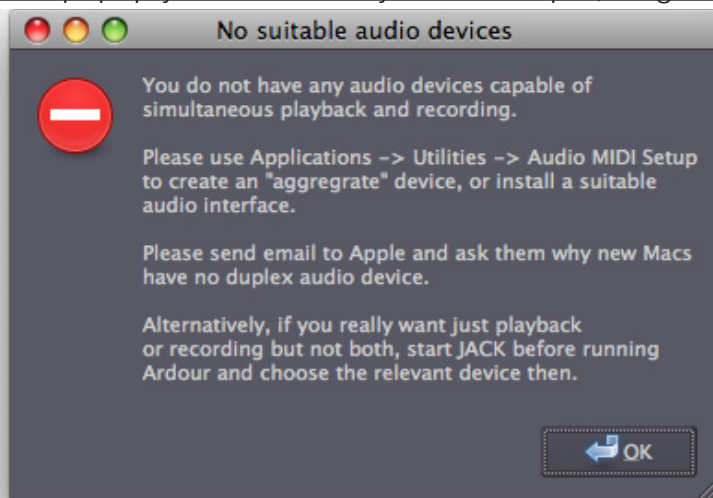 No suitable audio devices
You do not have any audio devices capable of
simultaneous playback and recording.
Please use Applications -> Utilities -> Audio MIDI Setup
to create an "aggregrate" device, or install a suitable
audio interface.
Please send email to Apple and ask them why new Macs
have no duplex audio device.
Alternatively, if you really want just playback
or recording but not both, start JACK before running
Ardour and choose the relevant device then.
OK